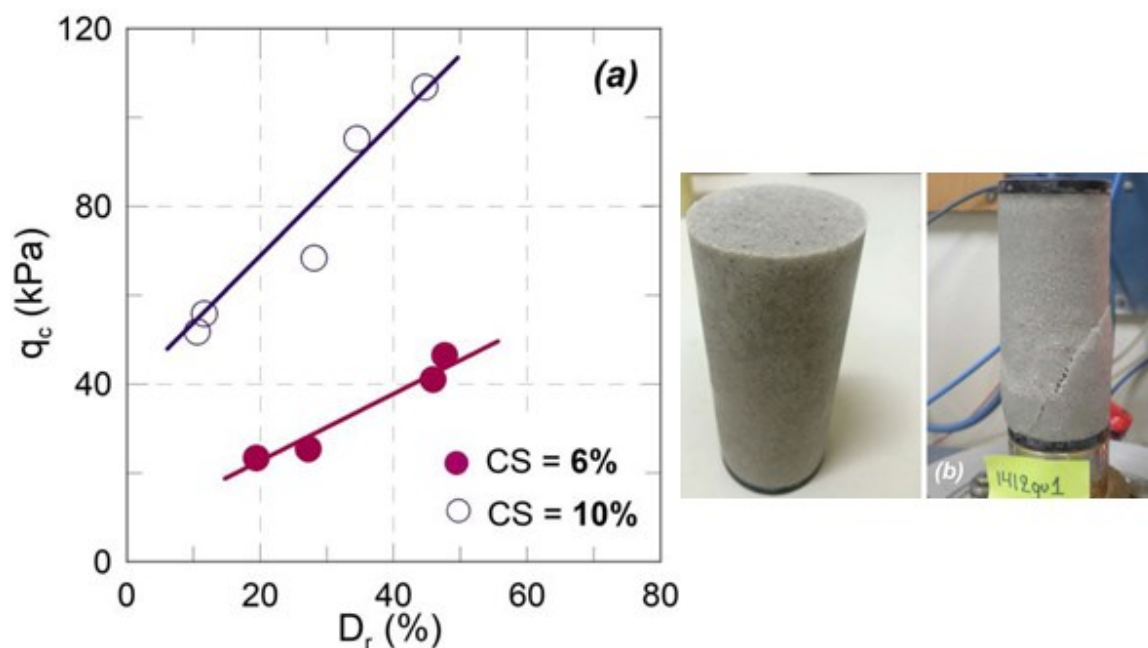 120
(a)
80
q_c (kPa)
40
CS = 6%
CS = 10%
0
0 20 40 60 80
D_r (%)
(b)
1412qu1